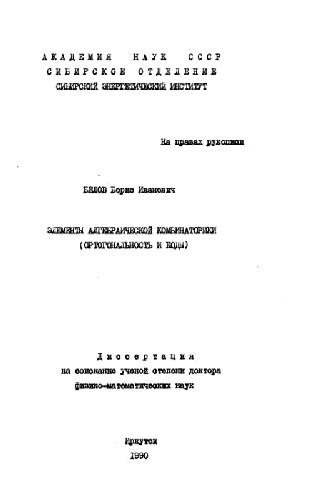 АКАДЕМИЯ НАУК СССР
СИБИРСКОЕ ОТДЕЛЕНИЕ
СИБИРСКИЙ ЭНЕРГЕТИЧЕСКИЙ ИНСТИТУТ
На правах рукописи
БЕЛОВ Борис Иванович
ЭЛЕМЕНТЫ АЛГЕБРАИЧЕСКОЙ КОМБИНАТОРИКИ
(ОРТОГОНАЛЬНОСТЬ И КОДЫ)
Диссертация
на соискание ученой степени доктора
физико-математических наук
Иркутск
1990